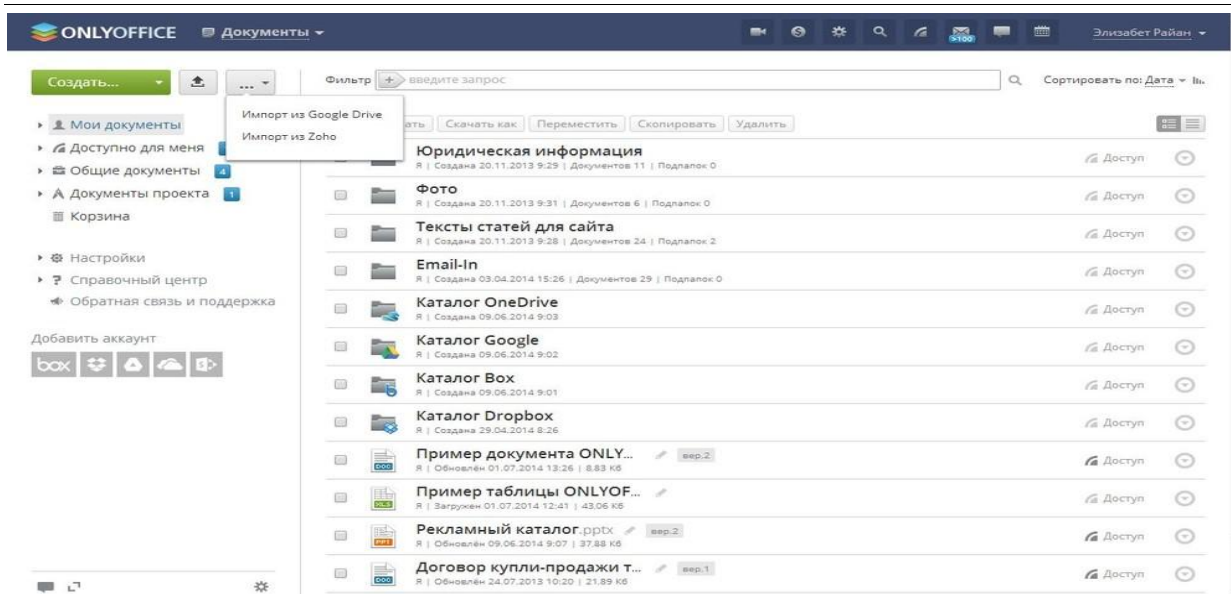 ONLYOFFICE Документы >100 Элизабет Райан
Создать... ... Фильтр введите запрос Сортировать по: Дата
Импорт из Google Drive
Импорт из Zoho
Мои документы
Доступно для меня
Общие документы 4
Документы проекта 1
Корзина
Настройки
Справочный центр
Обратная связь и поддержка
Добавить аккаунт
box
Скачать как Переместить Скопировать Удалить
Юридическая информация
Я | Создана 20.11.2013 9:29 | Документов 11 | Подпапок 0
Доступ
Фото
Я | Создана 20.11.2013 9:31 | Документов 6 | Подпапок 0
Доступ
Тексты статей для сайта
Я | Создана 20.11.2013 9:28 | Документов 24 | Подпапок 2
Доступ
Email-In
Я | Создана 03.04.2014 15:26 | Документов 29 | Подпапок 0
Доступ
Каталог OneDrive
Я | Создана 09.06.2014 9:03
Доступ
Каталог Google
Я | Создана 09.06.2014 9:02
Доступ
Каталог Box
Я | Создана 09.06.2014 9:01
Доступ
Каталог Dropbox
Я | Создана 29.04.2014 8:26
Доступ
DOC Пример документа ONLY... вер.2
Я | Обновлён 01.07.2014 13:26 | 8.83 Кб
Доступ
XLS Пример таблицы ONLYOF...
Я | Загружен 01.07.2014 12:41 | 43.06 Кб
Доступ
PPT Рекламный каталог.pptx вер.2
Я | Обновлён 09.06.2014 9:07 | 37.88 Кб
Доступ
DOC Договор купли-продажи т... вер.1
Я | Обновлён 24.07.2013 10:20 | 21.89 Кб
Доступ